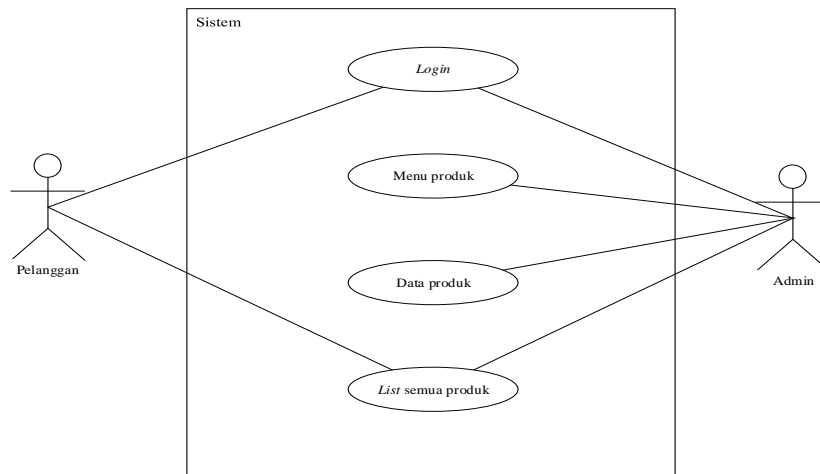 Sistem
Login
Menu produk
Pelanggan
Data produk
Admin
List semua produk